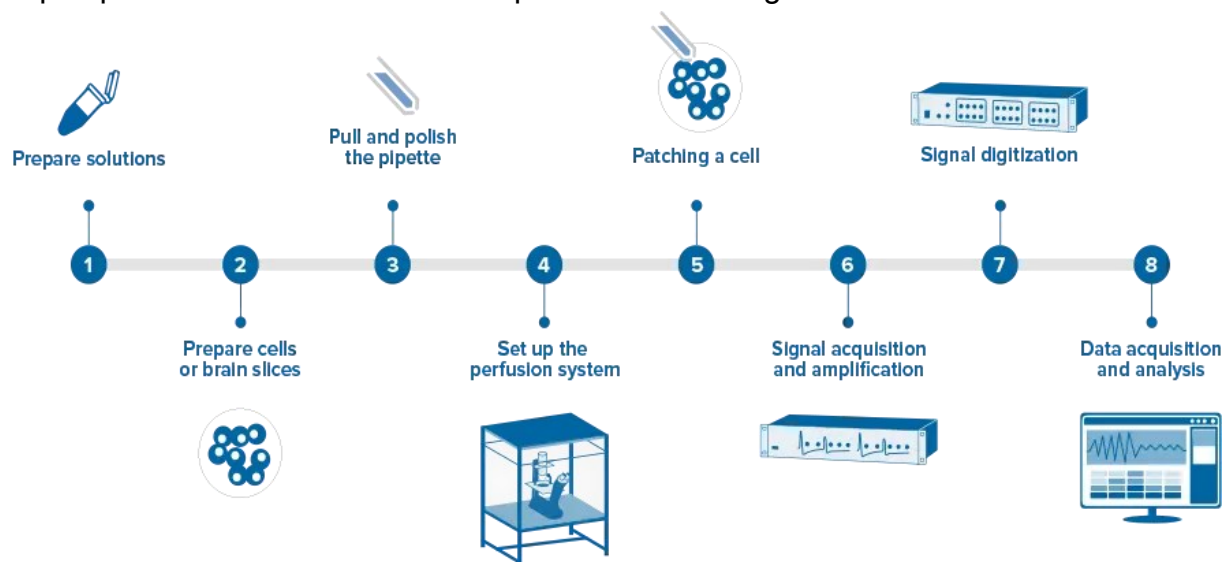 Prepare solutions
Pull and polish
the pipette
Patching a cell
Signal digitization
1
2
3
4
5
6
7
8
Prepare cells
or brain slices
Set up the
perfusion system
Signal acquisition
and amplification
Data acquisition
and analysis